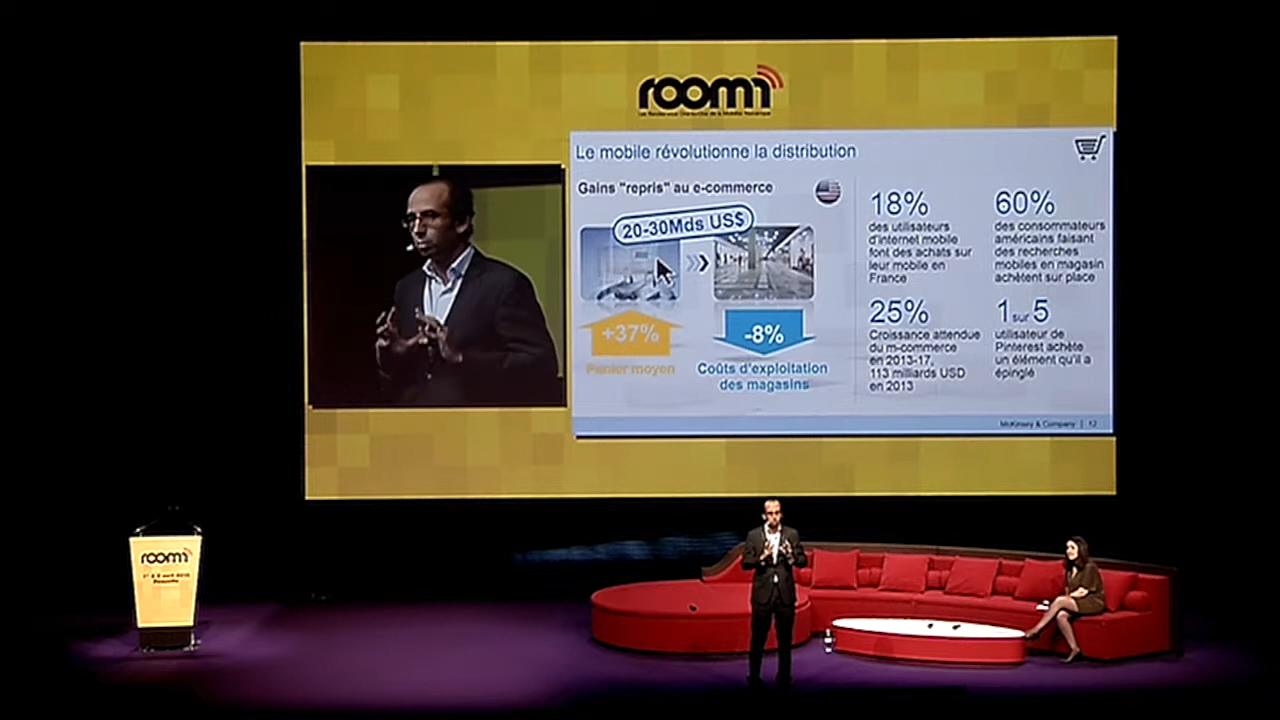 room1
Le mobile révolutionne la distribution
Gains "repris" au e-commerce
20-30Mds US$
+37%
Panier moyen
-8%
Coûts d'exploitation
des magasins
18%
des utilisateurs
d'internet mobile
font des achats sur
leur mobile en
France
60%
des consommateurs
américains faisant
des recherches
mobiles en magasin
achètent sur place
25%
Croissance attendue
du m-commerce
en 2013-17,
113 milliards USD
en 2013
1 sur 5
utilisateur de
Pinterest achète
un élément qu'il a
épinglé
McKinsey & Company | 12
room1